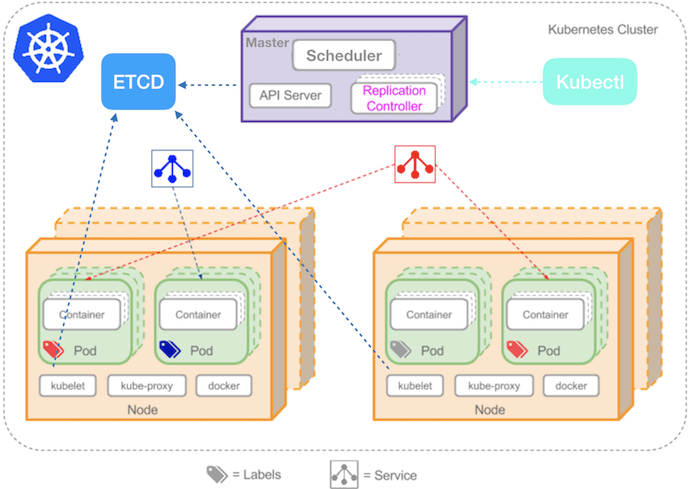 Kubernetes Cluster
Master
Scheduler
ETCD
Kubectl
API Server
Replication
Controller
Container
Container
Container
Container
Pod
Pod
Pod
Pod
kubelet
kube-proxy
docker
kubelet
kube-proxy
docker
Node
Node
= Labels
= Service